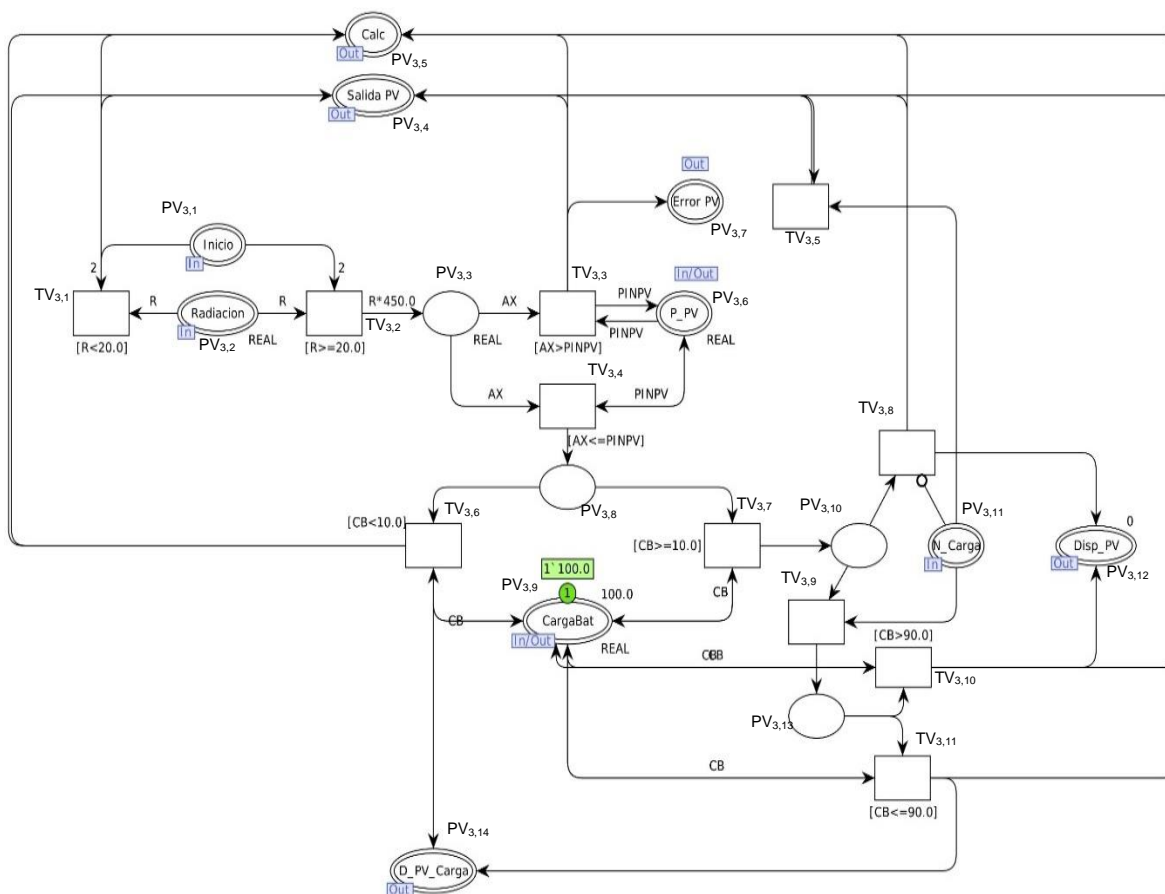 Calc
Out
PV3,5
Salida PV
Out
PV3,4
Out
Error PV
PV3,7
TV3,5
PV3,1
Inicio
In
2
2
TV3,1
R
Radiacion
R
In
PV3,2
REAL
[R<20.0]
[R>=20.0]
R*450.0
TV3,2
PV3,3
REAL
AX
TV3,3
PINPV
PINPV
[AX>PINPV]
In/Out
PV3,6
P_PV
REAL
TV3,4
AX
PINPV
[AX<=PINPV]
PV3,8
TV3,6
[CB<10.0]
TV3,7
[CB>=10.0]
PV3,10
TV3,8
PV3,11
N_Carga
In
0
Disp_PV
Out
PV3,12
1`100.0
PV3,9
1
100.0
CargaBat
In/Out
REAL
CB
CB
TV3,9
[CB>90.0]
TV3,10
CB
PV3,13
TV3,11
CB
[CB<=90.0]
PV3,14
D_PV_Carga
Out